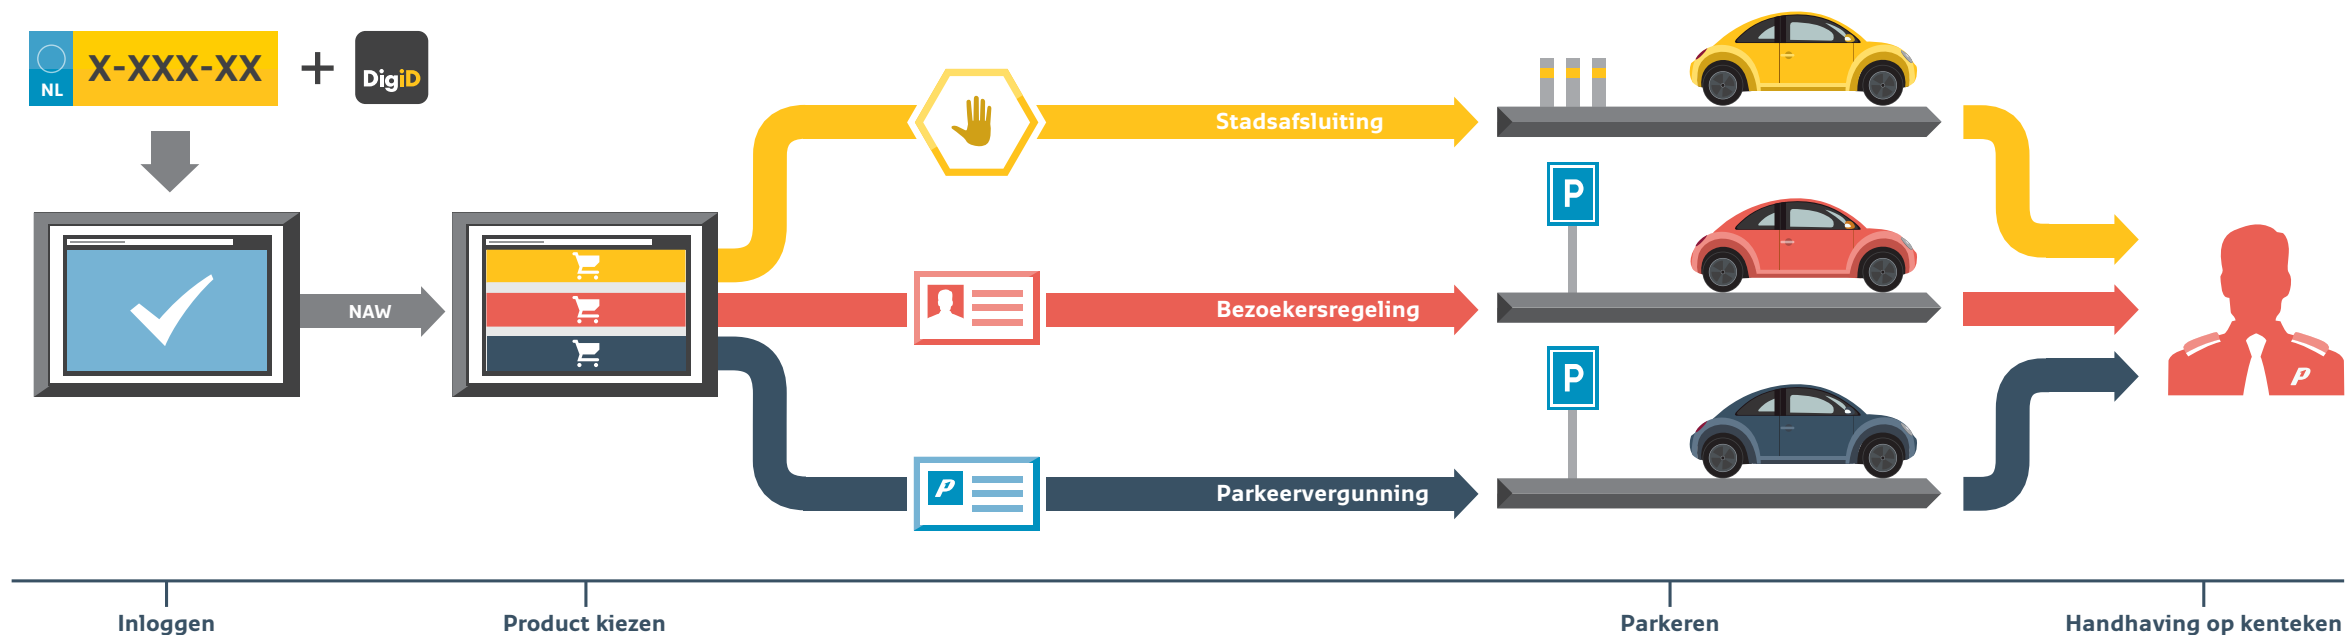 NL
X-XXX-XX
+
DigiD
NAW
Stadsafsluiting
P
Bezoekersregeling
P
P
Parkeervergunning
P
Inloggen
Product kiezen
Parkeren
Handhaving op kenteken